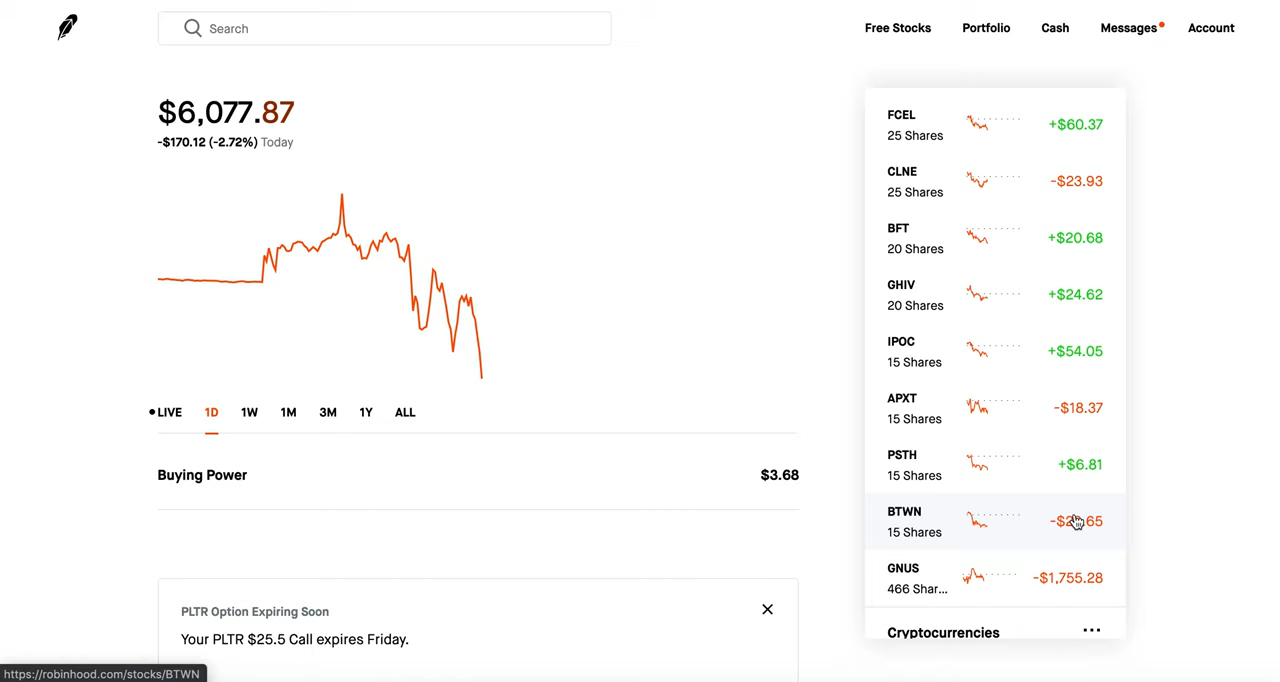 Search
Free Stocks
Portfolio
Cash
Messages
Account
$6,077.87
-$170.12 (-2.72%) Today
LIVE
1D
1W
1M
3M
1Y
ALL
Buying Power
$3.68
PLTR Option Expiring Soon
Your PLTR $25.5 Call expires Friday.
FCEL
25 Shares
+$60.37
CLNE
25 Shares
-$23.93
BFT
20 Shares
+$20.68
GHIV
20 Shares
+$24.62
IPOC
15 Shares
+$54.05
APXT
15 Shares
-$18.37
PSTH
15 Shares
+$6.81
BTWN
15 Shares
GNUS
466 Shar...
-$1,755.28
Cryptocurrencies
https://robinhood.com/stocks/BTWN